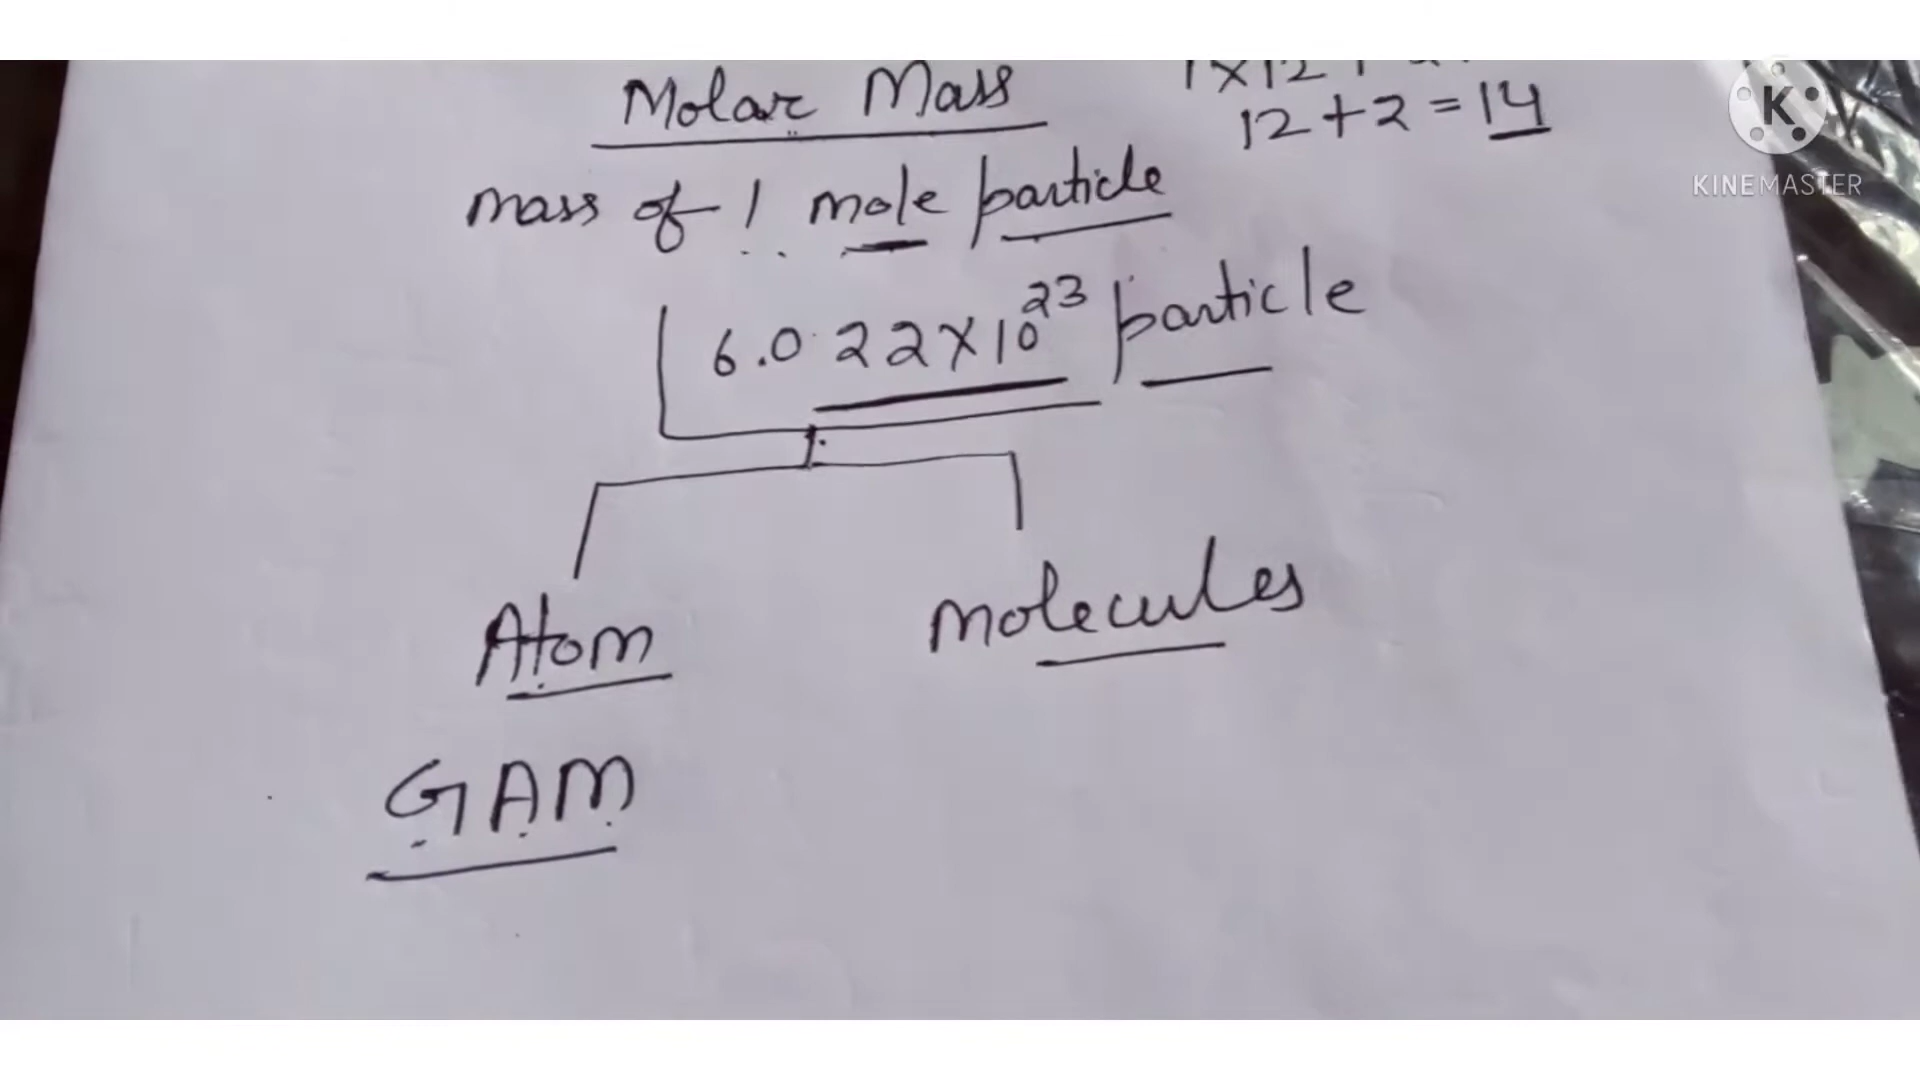 Molar Mass
12 + 2 = 14
mass of 1 mole particle
6.022 × 10²³ particle
Atom
molecules
GAM
K
KINEMASTER